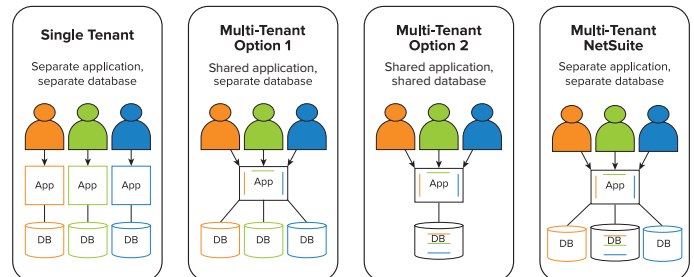 Single Tenant
Separate application,
separate database
App
App
App
DB
DB
DB
Multi-Tenant
Option 1
Shared application,
separate database
App
DB
DB
DB
Multi-Tenant
Option 2
Shared application,
shared database
App
DB
Multi-Tenant
NetSuite
Separate application,
separate database
App
DB
DB
DB